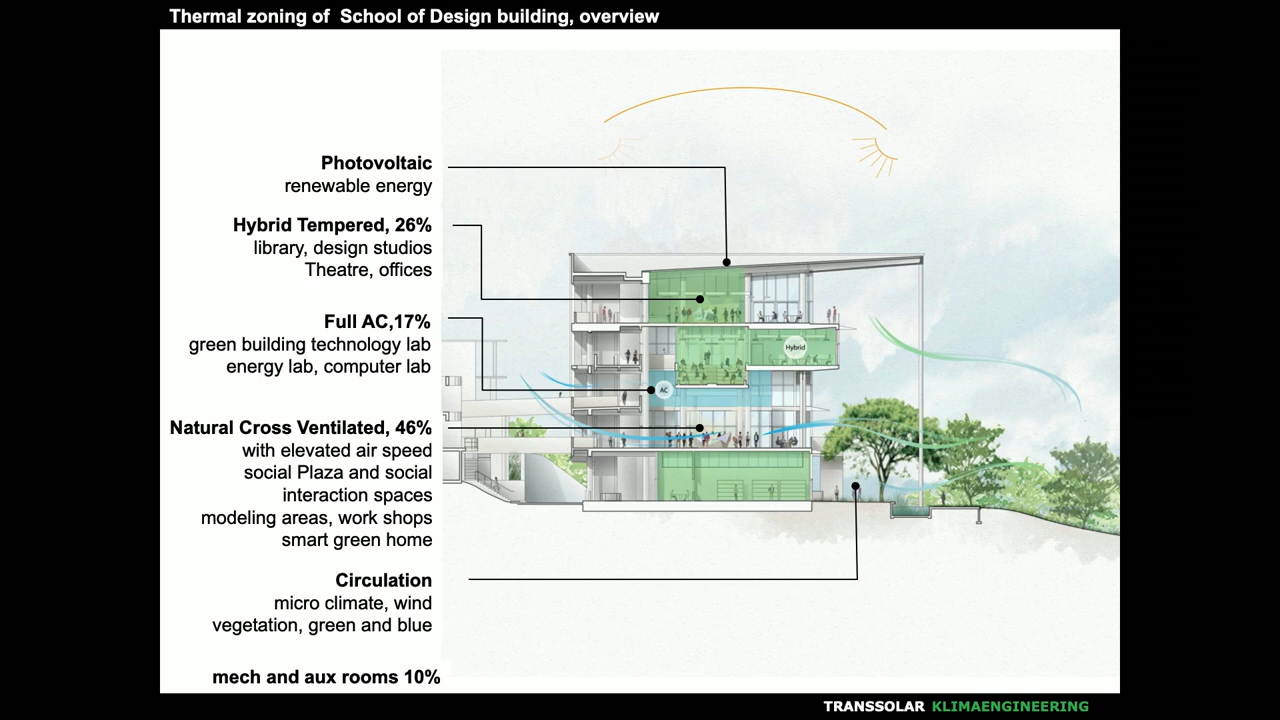 Thermal zoning of  School of Design building, overview
Photovoltaic
renewable energy
Hybrid Tempered, 26%
library, design studios
Theatre, offices
Full AC,17%
green building technology lab
energy lab, computer lab
Natural Cross Ventilated, 46%
with elevated air speed
social Plaza and social
interaction spaces
modeling areas, work shops
smart green home
Circulation
micro climate, wind
vegetation, green and blue
mech and aux rooms 10%
Hybrid
AC
TRANSSOLAR KLIMAENGINEERING